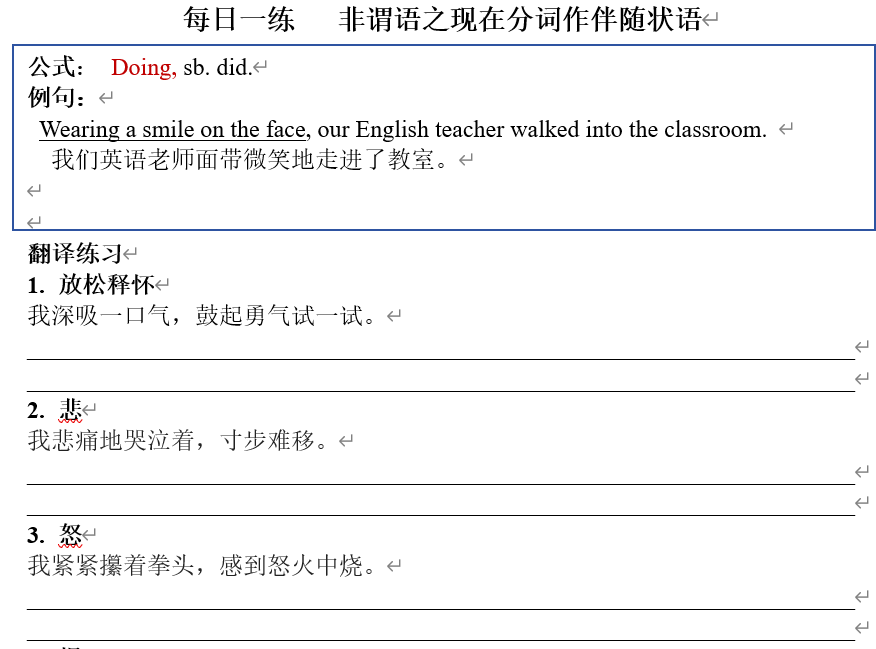 每日一练 非谓语之现在分词作伴随状语
公式： Doing, sb. did.
例句：
Wearing a smile on the face, our English teacher walked into the classroom.
我们英语老师面带微笑地走进了教室。
翻译练习
1. 放松释怀
我深吸一口气，鼓起勇气试一试。
2. 悲
我悲痛地哭泣着，寸步难移。
3. 怒
我紧紧攥着拳头，感到怒火中烧。